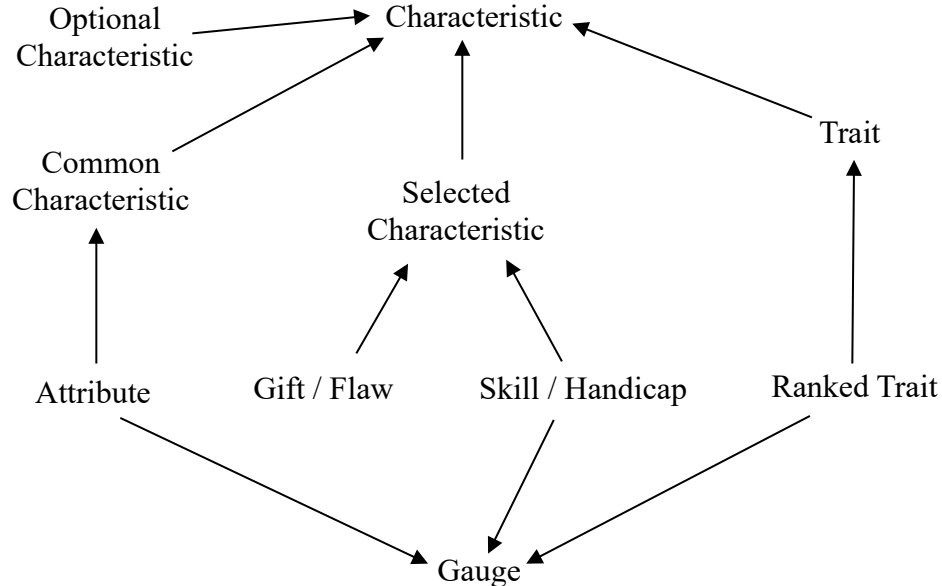 Optional
Characteristic
Characteristic
Trait
Common
Characteristic
Selected
Characteristic
Attribute
Gift / Flaw
Skill / Handicap
Ranked Trait
Gauge